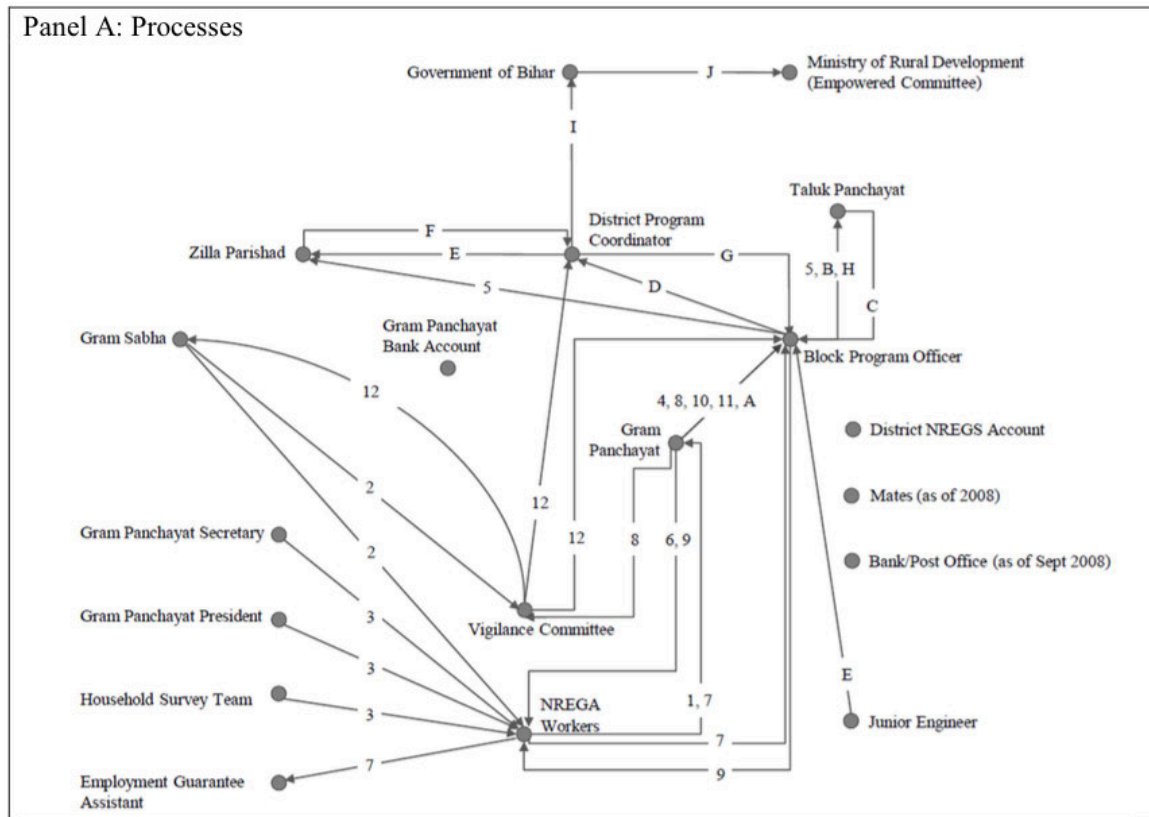 Panel A: Processes
Government of Bihar
J
Ministry of Rural Development
(Empowered Committee)
I
Taluk Panchayat
F
District Program
Coordinator
Zilla Parishad
E
G
5, B, H
D
5
C
Gram Panchayat
Bank Account
Gram Sabha
Block Program Officer
12
4, 8, 10, 11, A
Gram
Panchayat
District NREGS Account
2
12
Mates (as of 2008)
Gram Panchayat Secretary
2
12
8
6, 9
Bank/Post Office (as of Sept 2008)
3
Gram Panchayat President
Vigilance Committee
3
E
Household Survey Team
3
NREGA
Workers
1, 7
Junior Engineer
7
7
9
Employment Guarantee
Assistant